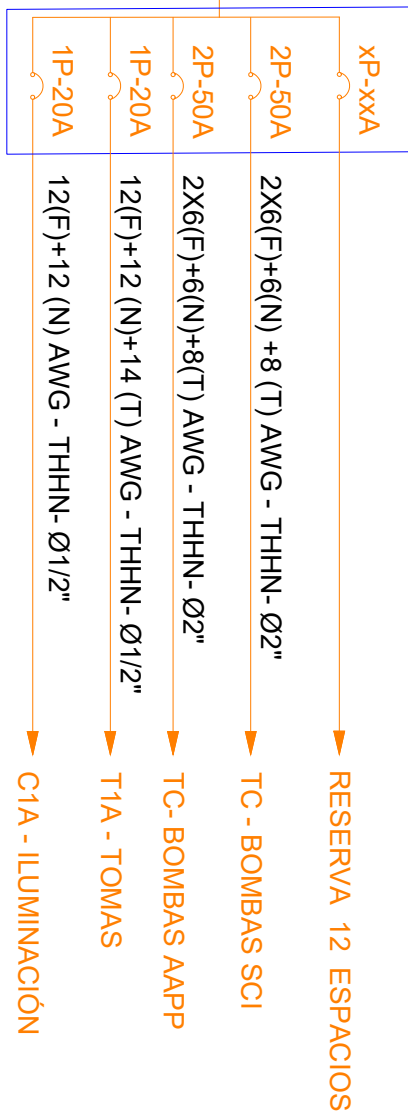 xP-xxA
RESERVA 12 ESPACIOS
2P-50A
2X6(F)+6(N) +8 (T) AWG - THHN- Ø2"
TC - BOMBAS SCI
2P-50A
2X6(F)+6(N)+8(T) AWG - THHN- Ø2"
TC- BOMBAS AAPP
1P-20A
12(F)+12 (N)+14 (T) AWG - THHN- Ø1/2"
T1A - TOMAS
1P-20A
12(F)+12 (N) AWG - THHN- Ø1/2"
C1A - ILUMINACIÓN